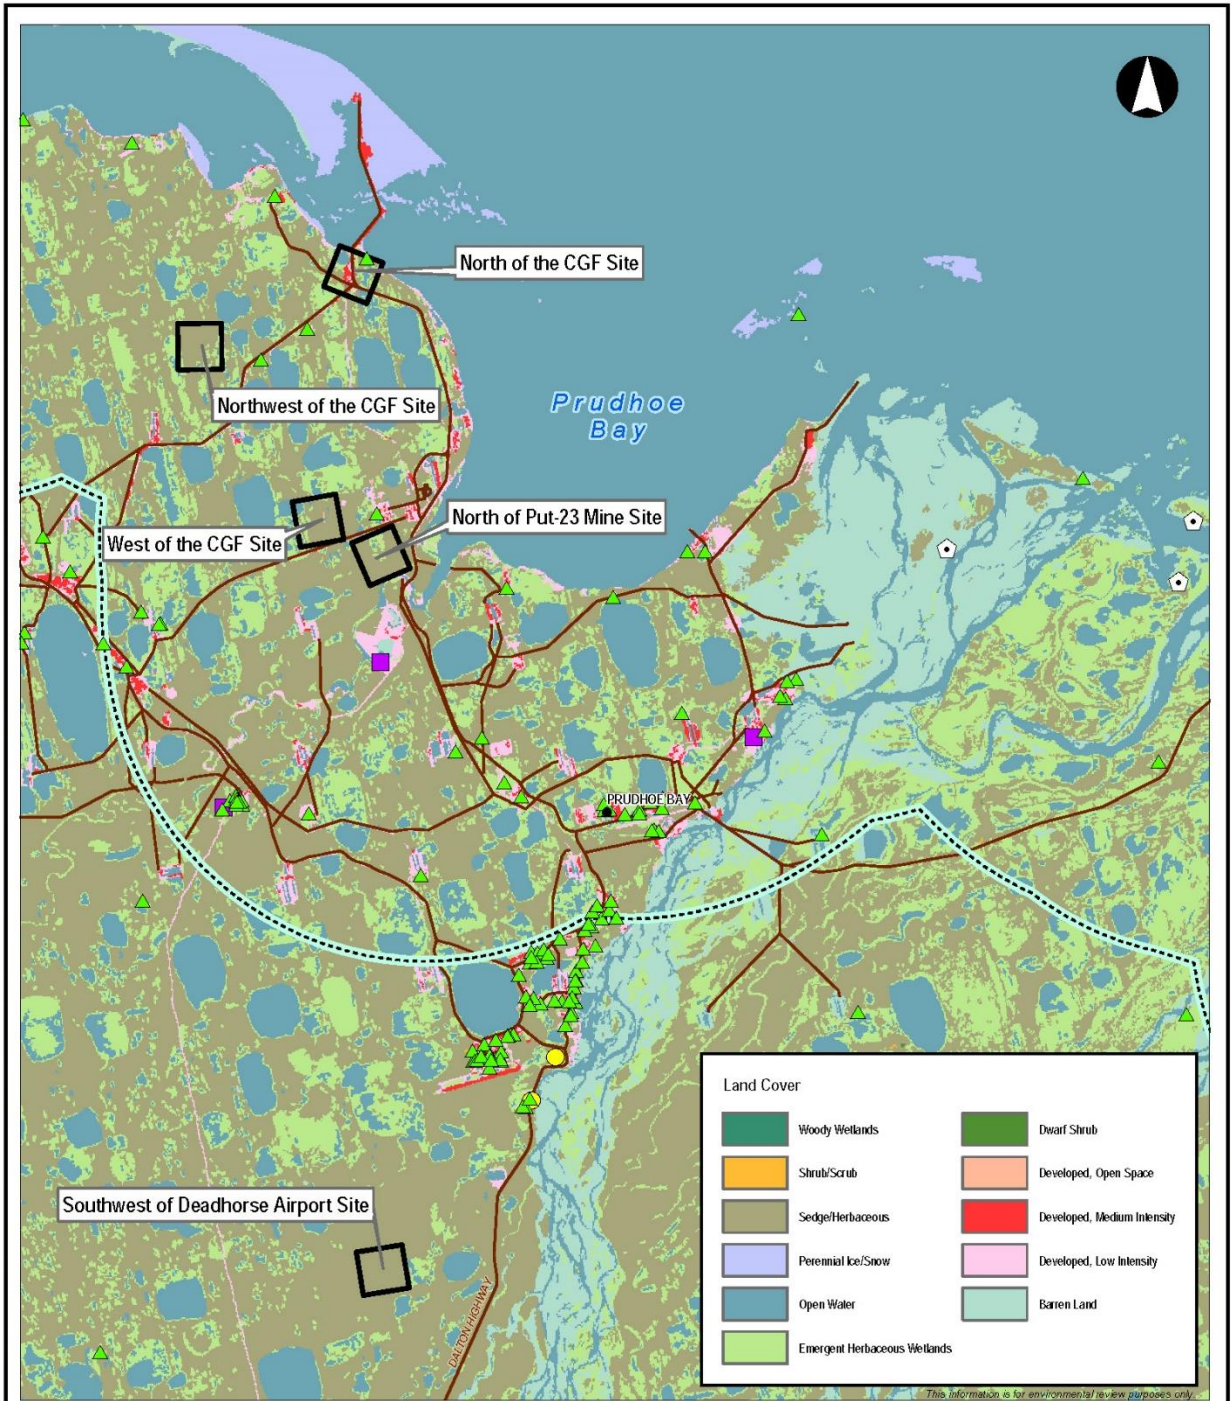 North of the CGF Site
Northwest of the CGF Site
Prudhoe
Bay
North of Put-23 Mine Site
West of the CGF Site
PRUDHOE BAY
Southwest of Deadhorse Airport Site
DALTON HIGHWAY
Land Cover
Woody Wetlands
Shrub/Scrub
Sedge/Herbaceous
Perennial Ice/Snow
Open Water
Emergent Herbaceous Wetlands
Dwarf Shrub
Developed, Open Space
Developed, Medium Intensity
Developed, Low Intensity
Barren Land
This information is for environmental review purposes only.